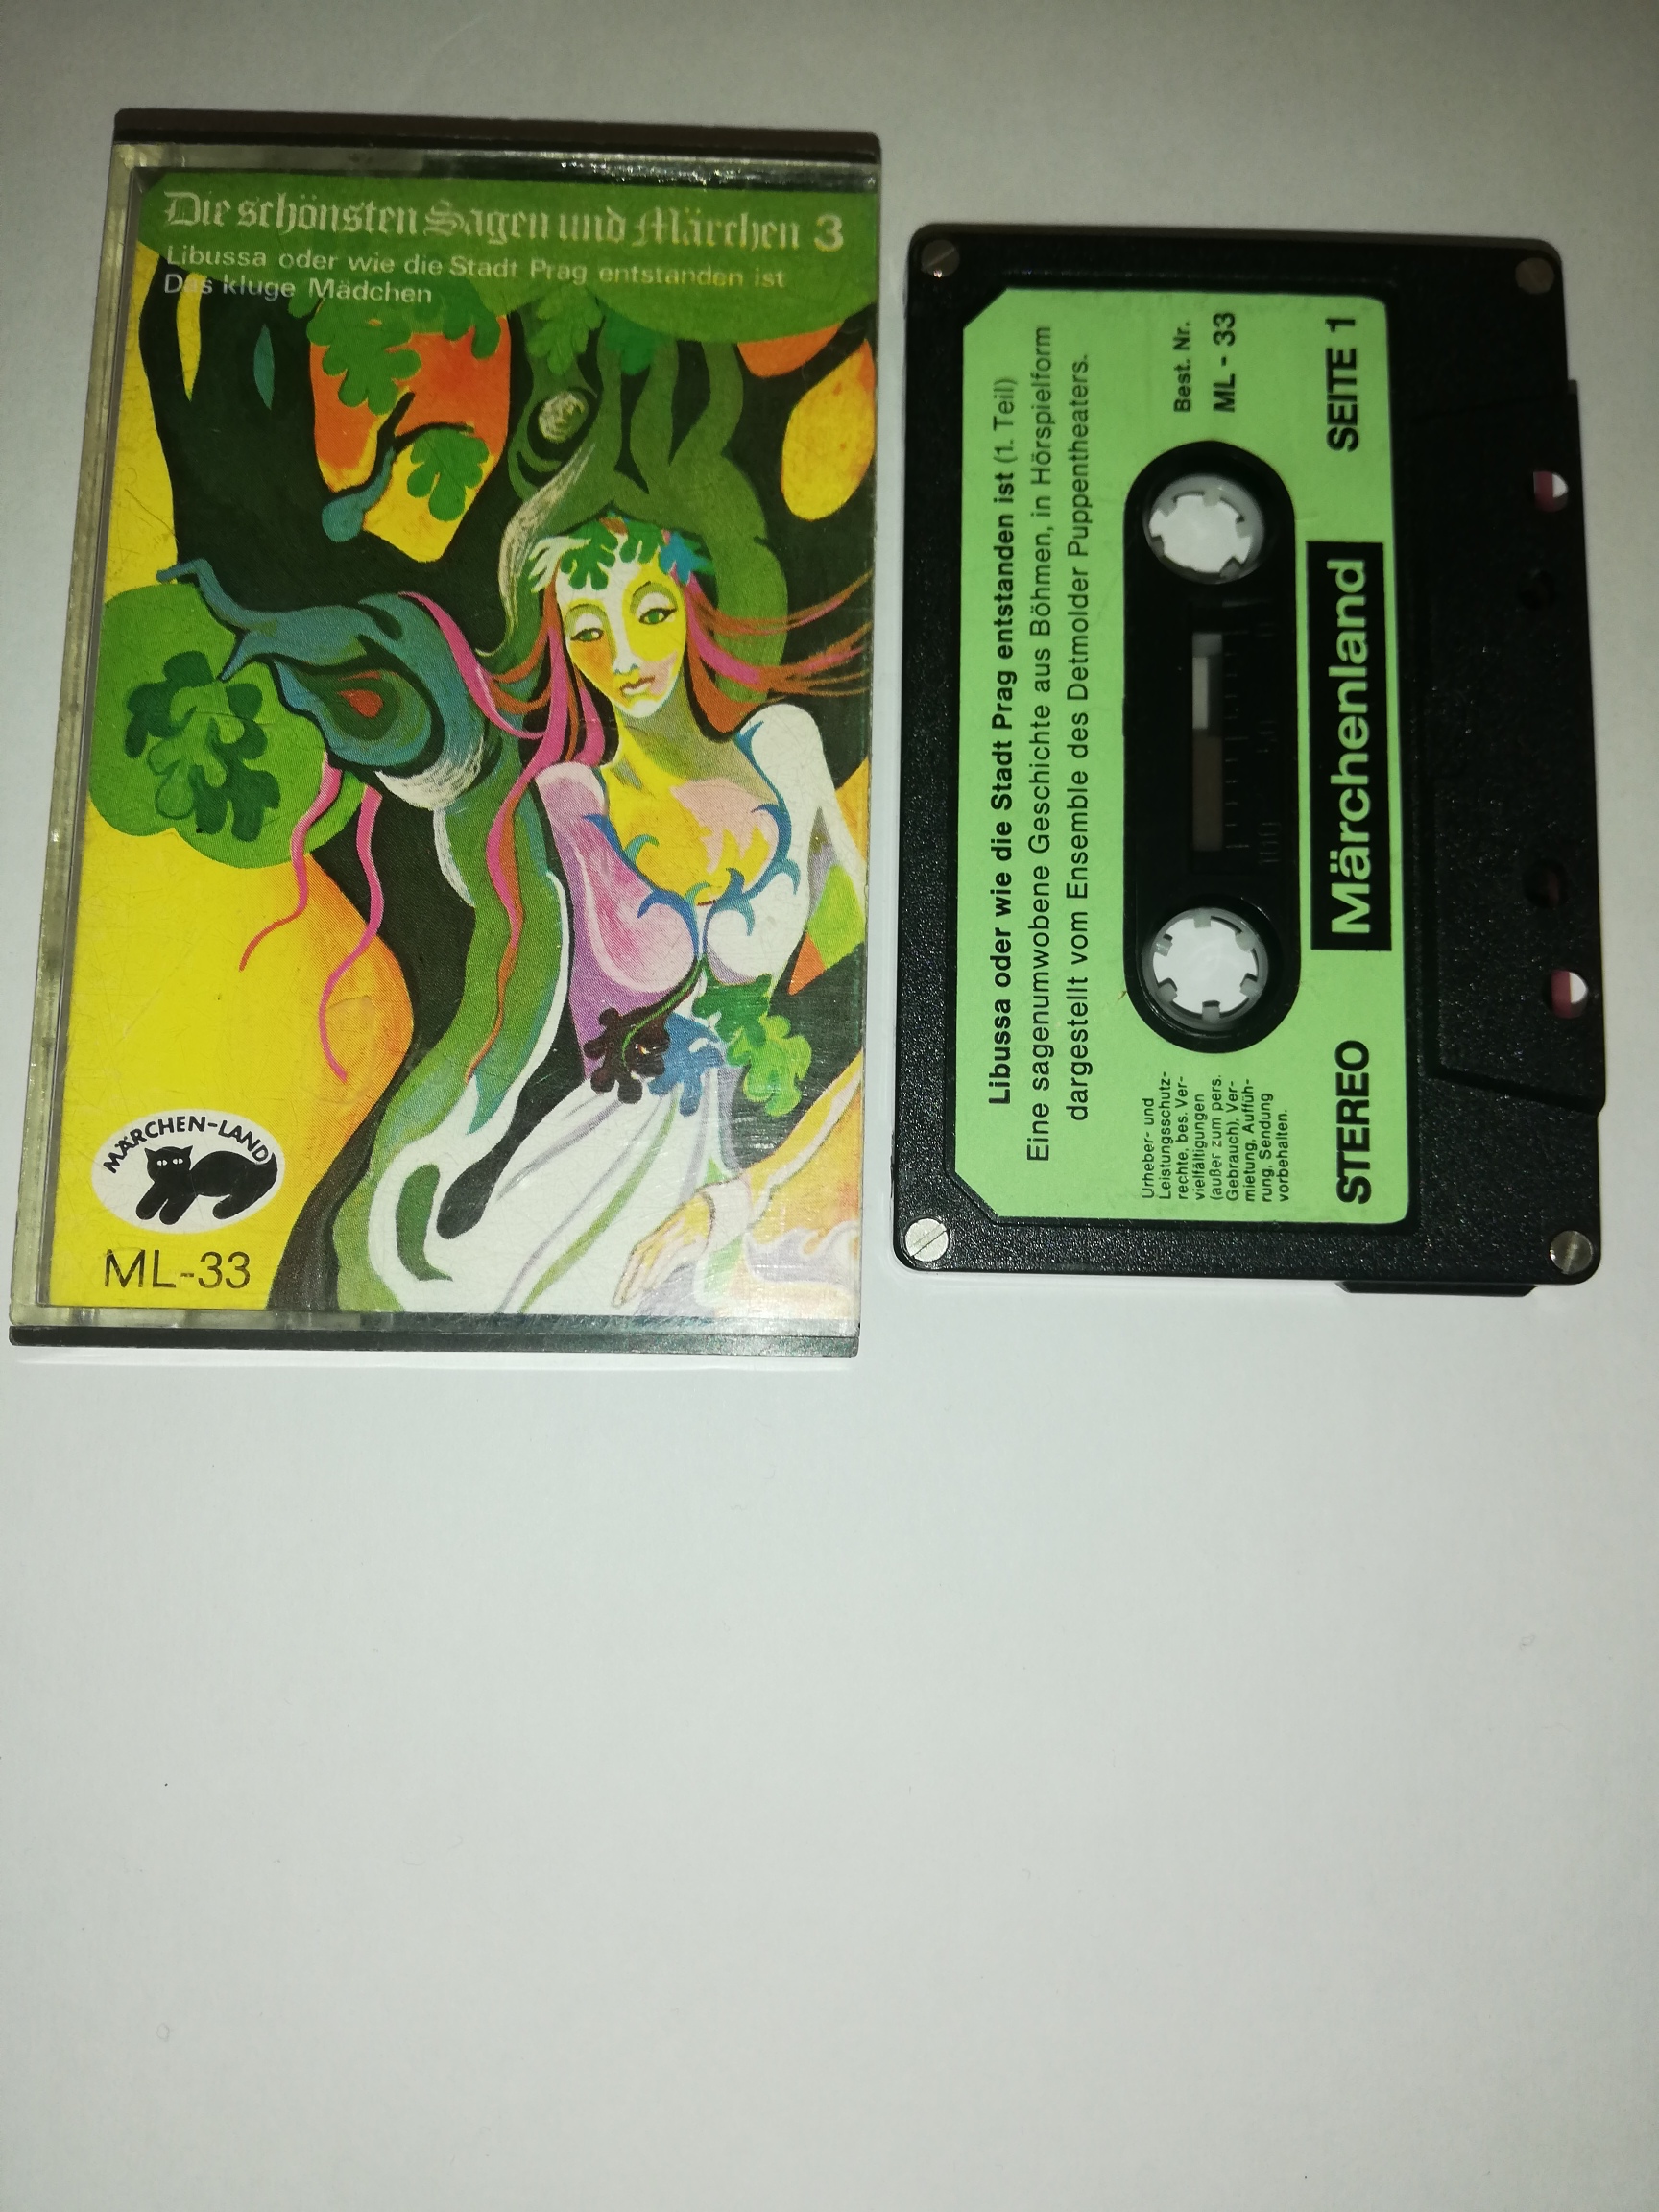 Die schönsten Sagen und Märchen 3
Libussa oder wie die Stadt Prag entstanden ist
Das kluge Mädchen
MÄRCHEN-LAND
ML-33
Libussa oder wie die Stadt Prag entstanden ist (1. Teil)
Eine sagenumwobene Geschichte aus Böhmen, in Hörspielform
dargestellt vom Ensemble des Detmolder Puppentheaters.
Urheber- und
Leistungsschutz-
rechte. bes. Ver-
vielfältigungen
(außer zum pers.
Gebrauch), Ver-
mietung, Auffüh-
rung, Sendung
vorbehalten.
Best. Nr.
ML - 33
STEREO
Märchenland
SEITE 1